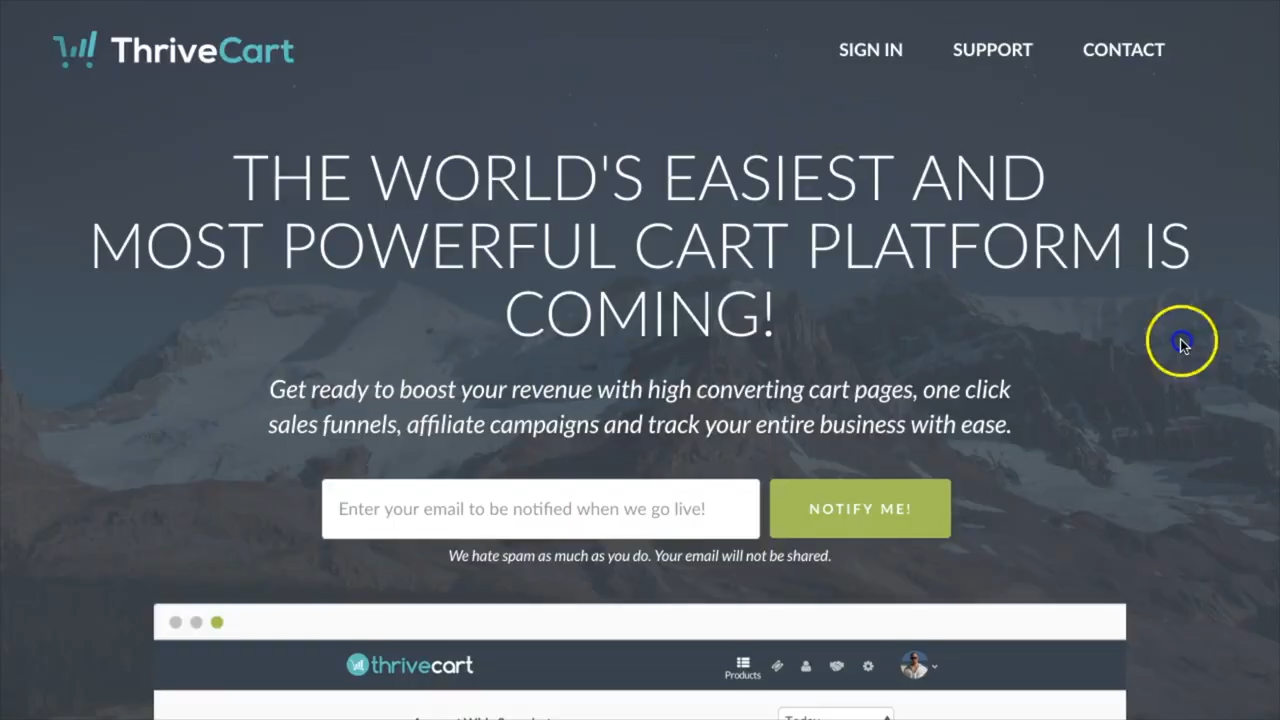 ThriveCart
SIGN IN SUPPORT CONTACT
THE WORLD'S EASIEST AND
MOST POWERFUL CART PLATFORM IS
COMING!
Get ready to boost your revenue with high converting cart pages, one click
sales funnels, affiliate campaigns and track your entire business with ease.
Enter your email to be notified when we go live!
NOTIFY ME!
We hate spam as much as you do. Your email will not be shared.
thrivecart
Products